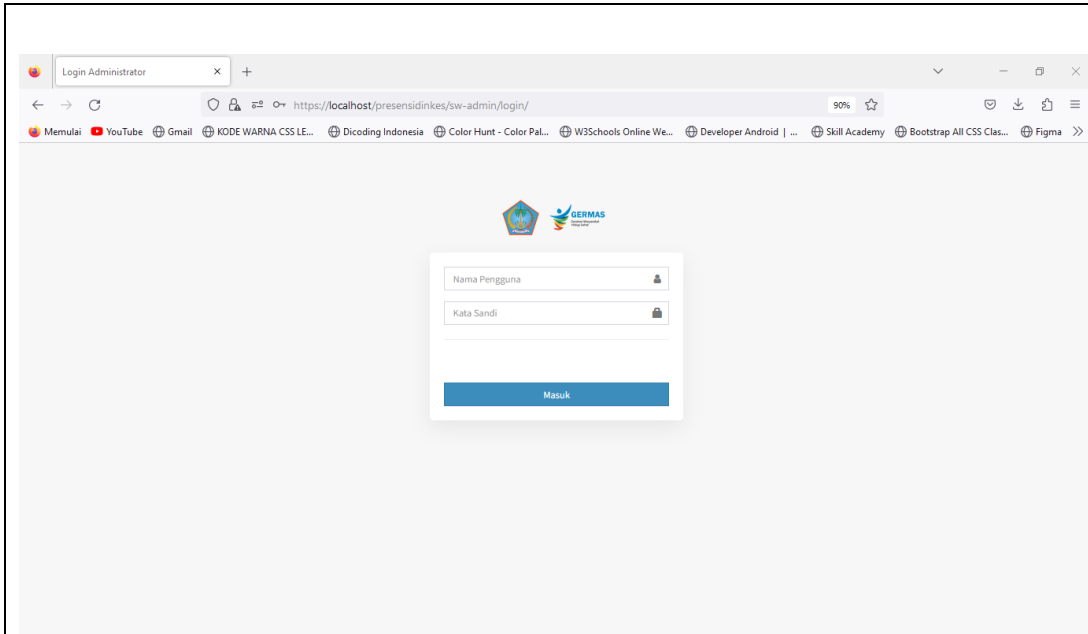 Login Administrator
https://localhost/presensidinkes/sw-admin/login/
90%
Memulai YouTube Gmail KODE WARNA CSS LE... Dicoding Indonesia Color Hunt - Color Pal... W3Schools Online We... Developer Android | ... Skill Academy Bootstrap All CSS Clas... Figma
GERMAS
Nama Pengguna
Kata Sandi
Masuk